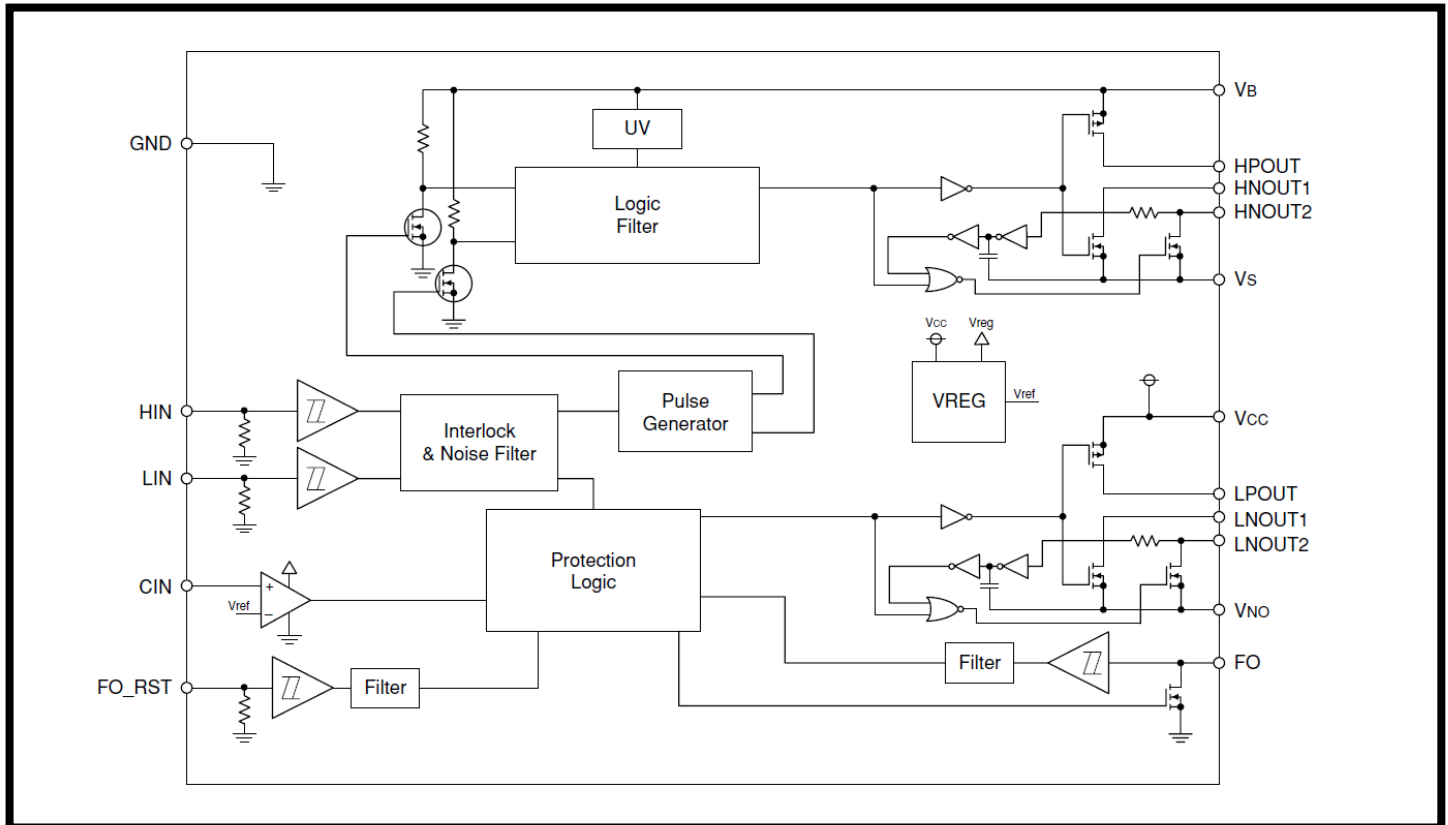 VB
UV
GND
HPOUT
Logic
Filter
HNOUT1
HNOUT2
VS
Vcc
Vreg
VREG
Vref
HIN
Interlock
& Noise Filter
Pulse
Generator
VCC
LIN
LPOUT
LNOUT1
LNOUT2
Protection
Logic
CIN
+
Vref
−
VNO
Filter
FO
FO_RST
Filter